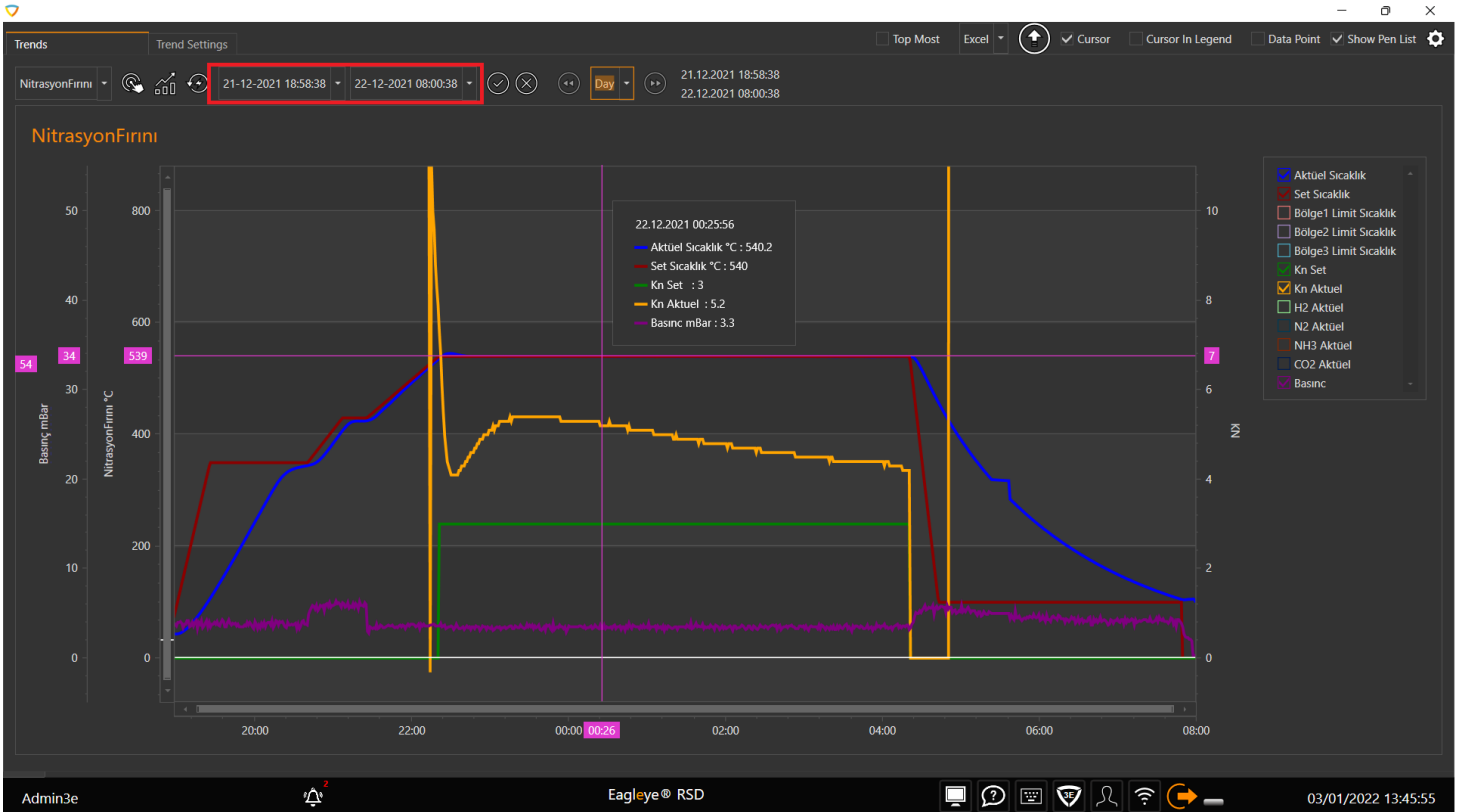 Trends
Trend Settings
Top Most
Excel
Cursor
Cursor In Legend
Data Point
Show Pen List
NitrasyonFırını
21-12-2021 18:58:38
22-12-2021 08:00:38
Day
21.12.2021 18:58:38
22.12.2021 08:00:38
NitrasyonFırını
50
40
30
20
10
0
54
34
Basınç mBar
800
600
400
200
0
539
NitrasyonFırını °C
22.12.2021 00:25:56
Aktüel Sıcaklık °C : 540.2
Set Sıcaklık °C : 540
Kn Set : 3
Kn Aktuel : 5.2
Basınc mBar : 3.3
10
8
7
6
4
2
0
KN
Aktüel Sıcaklık
Set Sıcaklık
Bölge1 Limit Sıcaklık
Bölge2 Limit Sıcaklık
Bölge3 Limit Sıcaklık
Kn Set
Kn Aktuel
H2 Aktüel
N2 Aktüel
NH3 Aktüel
CO2 Aktüel
Basınc
20:00
22:00
00:00
00:26
02:00
04:00
06:00
08:00
Admin3e
2
Eagleye® RSD
3E
03/01/2022 13:45:55